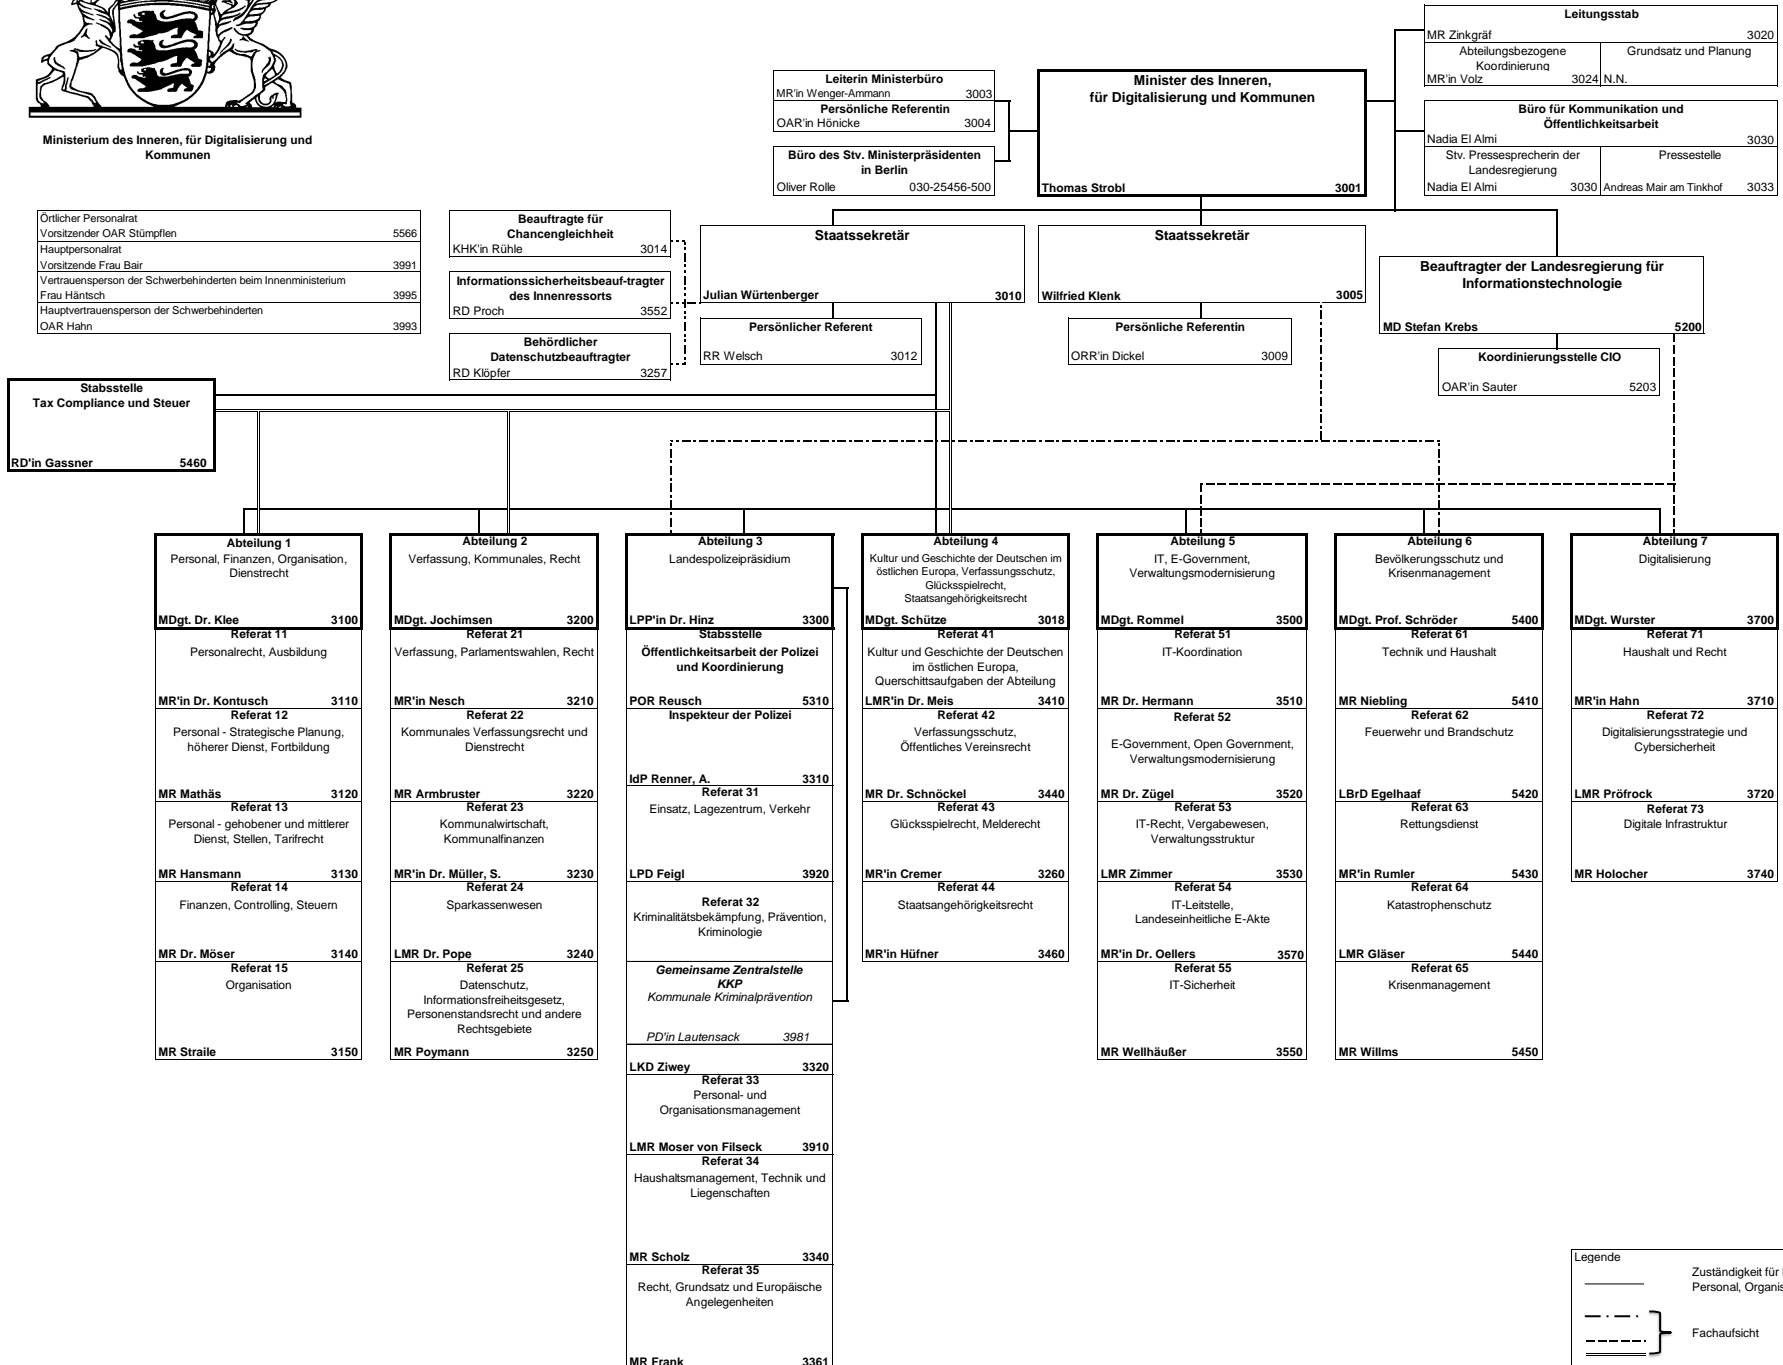 Ministerium des Inneren, für Digitalisierung und
Kommunen
Leitungsstab
MR Zinkgräf 3020
Abteilungsbezogene
Koordinierung
MR'in Volz 3024
Grundsatz und Planung
N.N.
Leiterin Ministerbüro
MR'in Wenger-Ammann 3003
Persönliche Referentin
OAR'in Hönicke 3004
Büro des Stv. Ministerpräsidenten
in Berlin
Oliver Rolle 030-25456-500
Minister des Inneren,
für Digitalisierung und Kommunen
Thomas Strobl 3001
Büro für Kommunikation und
Öffentlichkeitsarbeit
Nadia El Almi 3030
Stv. Pressesprecherin der
Landesregierung
Nadia El Almi 3030
Pressestelle
Andreas Mair am Tinkhof 3033
Örtlicher Personalrat
Vorsitzender OAR Stümpflen 5566
Hauptpersonalrat
Vorsitzende Frau Bair 3991
Vertrauensperson der Schwerbehinderten beim Innenministerium
Frau Häntsch 3995
Hauptvertrauensperson der Schwerbehinderten
OAR Hahn 3993
Beauftragte für
Chancengleichheit
KHK'in Rühle 3014
Informationssicherheitsbeauf-tragter
des Innenressorts
RD Proch 3552
Behördlicher
Datenschutzbeauftragter
RD Klöpfer 3257
Staatssekretär
Julian Würtenberger 3010
Persönlicher Referent
RR Welsch 3012
Staatssekretär
Wilfried Klenk 3005
Persönliche Referentin
ORR'in Dickel 3009
Beauftragter der Landesregierung für
Informationstechnologie
MD Stefan Krebs 5200
Koordinierungsstelle CIO
OAR'in Sauter 5203
Stabsstelle
Tax Compliance und Steuer
RD'in Gassner 5460
Abteilung 1
Personal, Finanzen, Organisation,
Dienstrecht
MDgt. Dr. Klee 3100
Referat 11
Personalrecht, Ausbildung
MR'in Dr. Kontusch 3110
Referat 12
Personal - Strategische Planung,
höherer Dienst, Fortbildung
MR Mathäs 3120
Referat 13
Personal - gehobener und mittlerer
Dienst, Stellen, Tarifrecht
MR Hansmann 3130
Referat 14
Finanzen, Controlling, Steuern
MR Dr. Möser 3140
Referat 15
Organisation
MR Straile 3150
Abteilung 2
Verfassung, Kommunales, Recht
MDgt. Jochimsen 3200
Referat 21
Verfassung, Parlamentswahlen, Recht
MR'in Nesch 3210
Referat 22
Kommunales Verfassungsrecht und
Dienstrecht
MR Armbruster 3220
Referat 23
Kommunalwirtschaft,
Kommunalfinanzen
MR'in Dr. Müller, S. 3230
Referat 24
Sparkassenwesen
LMR Dr. Pope 3240
Referat 25
Datenschutz,
Informationsfreiheitsgesetz,
Personenstandsrecht und andere
Rechtsgebiete
MR Poymann 3250
Abteilung 3
Landespolizeipräsidium
LPP'in Dr. Hinz 3300
Stabsstelle
Öffentlichkeitsarbeit der Polizei
und Koordinierung
POR Reusch 5310
Inspekteur der Polizei
IdP Renner, A. 3310
Referat 31
Einsatz, Lagezentrum, Verkehr
LPD Feigl 3920
Referat 32
Kriminalitätsbekämpfung, Prävention,
Kriminologie
Gemeinsame Zentralstelle
KKP
Kommunale Kriminalprävention
PD'in Lautensack 3981
LKD Ziwey 3320
Referat 33
Personal- und
Organisationsmanagement
LMR Moser von Filseck 3910
Referat 34
Haushaltsmanagement, Technik und
Liegenschaften
MR Scholz 3340
Referat 35
Recht, Grundsatz und Europäische
Angelegenheiten
MR Frank 3361
Abteilung 4
Kultur und Geschichte der Deutschen im
östlichen Europa, Verfassungsschutz,
Glücksspielrecht,
Staatsangehörigkeitsrecht
MDgt. Schütze 3018
Referat 41
Kultur und Geschichte der Deutschen
im östlichen Europa,
Querschittsaufgaben der Abteilung
LMR'in Dr. Meis 3410
Referat 42
Verfassungsschutz,
Öffentliches Vereinsrecht
MR Dr. Schnöckel 3440
Referat 43
Glücksspielrecht, Melderecht
MR'in Cremer 3260
Referat 44
Staatsangehörigkeitsrecht
MR'in Hüfner 3460
Abteilung 5
IT, E-Government,
Verwaltungsmodernisierung
MDgt. Rommel 3500
Referat 51
IT-Koordination
MR Dr. Hermann 3510
Referat 52
E-Government, Open Government,
Verwaltungsmodernisierung
MR Dr. Zügel 3520
Referat 53
IT-Recht, Vergabewesen,
Verwaltungsstruktur
LMR Zimmer 3530
Referat 54
IT-Leitstelle,
Landeseinheitliche E-Akte
MR'in Dr. Oellers 3570
Referat 55
IT-Sicherheit
MR Wellhäußer 3550
Abteilung 6
Bevölkerungsschutz und
Krisenmanagement
MDgt. Prof. Schröder 5400
Referat 61
Technik und Haushalt
MR Niebling 5410
Referat 62
Feuerwehr und Brandschutz
LBrD Egelhaaf 5420
Referat 63
Rettungsdienst
MR'in Rumler 5430
Referat 64
Katastrophenschutz
LMR Gläser 5440
Referat 65
Krisenmanagement
MR Willms 5450
Abteilung 7
Digitalisierung
MDgt. Wurster 3700
Referat 71
Haushalt und Recht
MR'in Hahn 3710
Referat 72
Digitalisierungsstrategie und
Cybersicherheit
LMR Pröfrock 3720
Referat 73
Digitale Infrastruktur
MR Holocher 3740
Legende
Zuständigkeit für
Personal,
Fachaufsicht